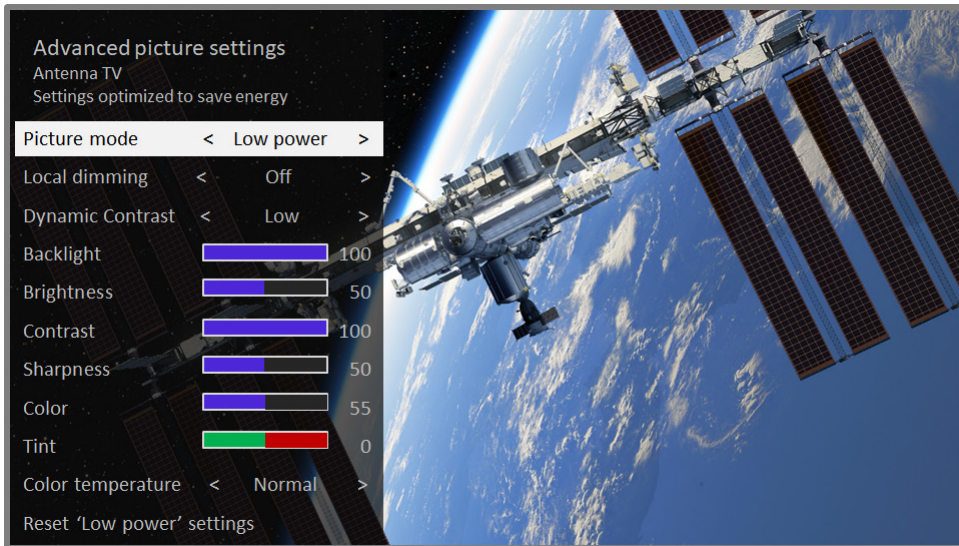 Advanced picture settings
Antenna TV
Settings optimized to save energy
Picture mode < Low power >
Local dimming < Off >
Dynamic Contrast < Low >
Backlight 100
Brightness 50
Contrast 100
Sharpness 50
Color 55
Tint 0
Color temperature < Normal >
Reset ‘Low power’ settings